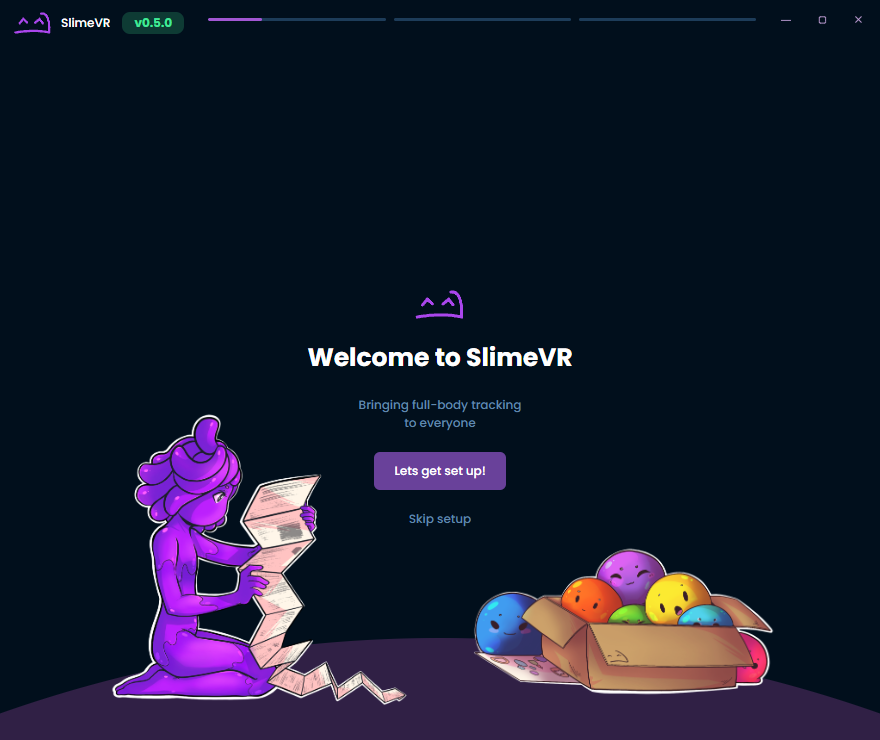 SlimeVR
v0.5.0
Welcome to SlimeVR
Bringing full-body tracking
to everyone
Lets get set up!
Skip setup